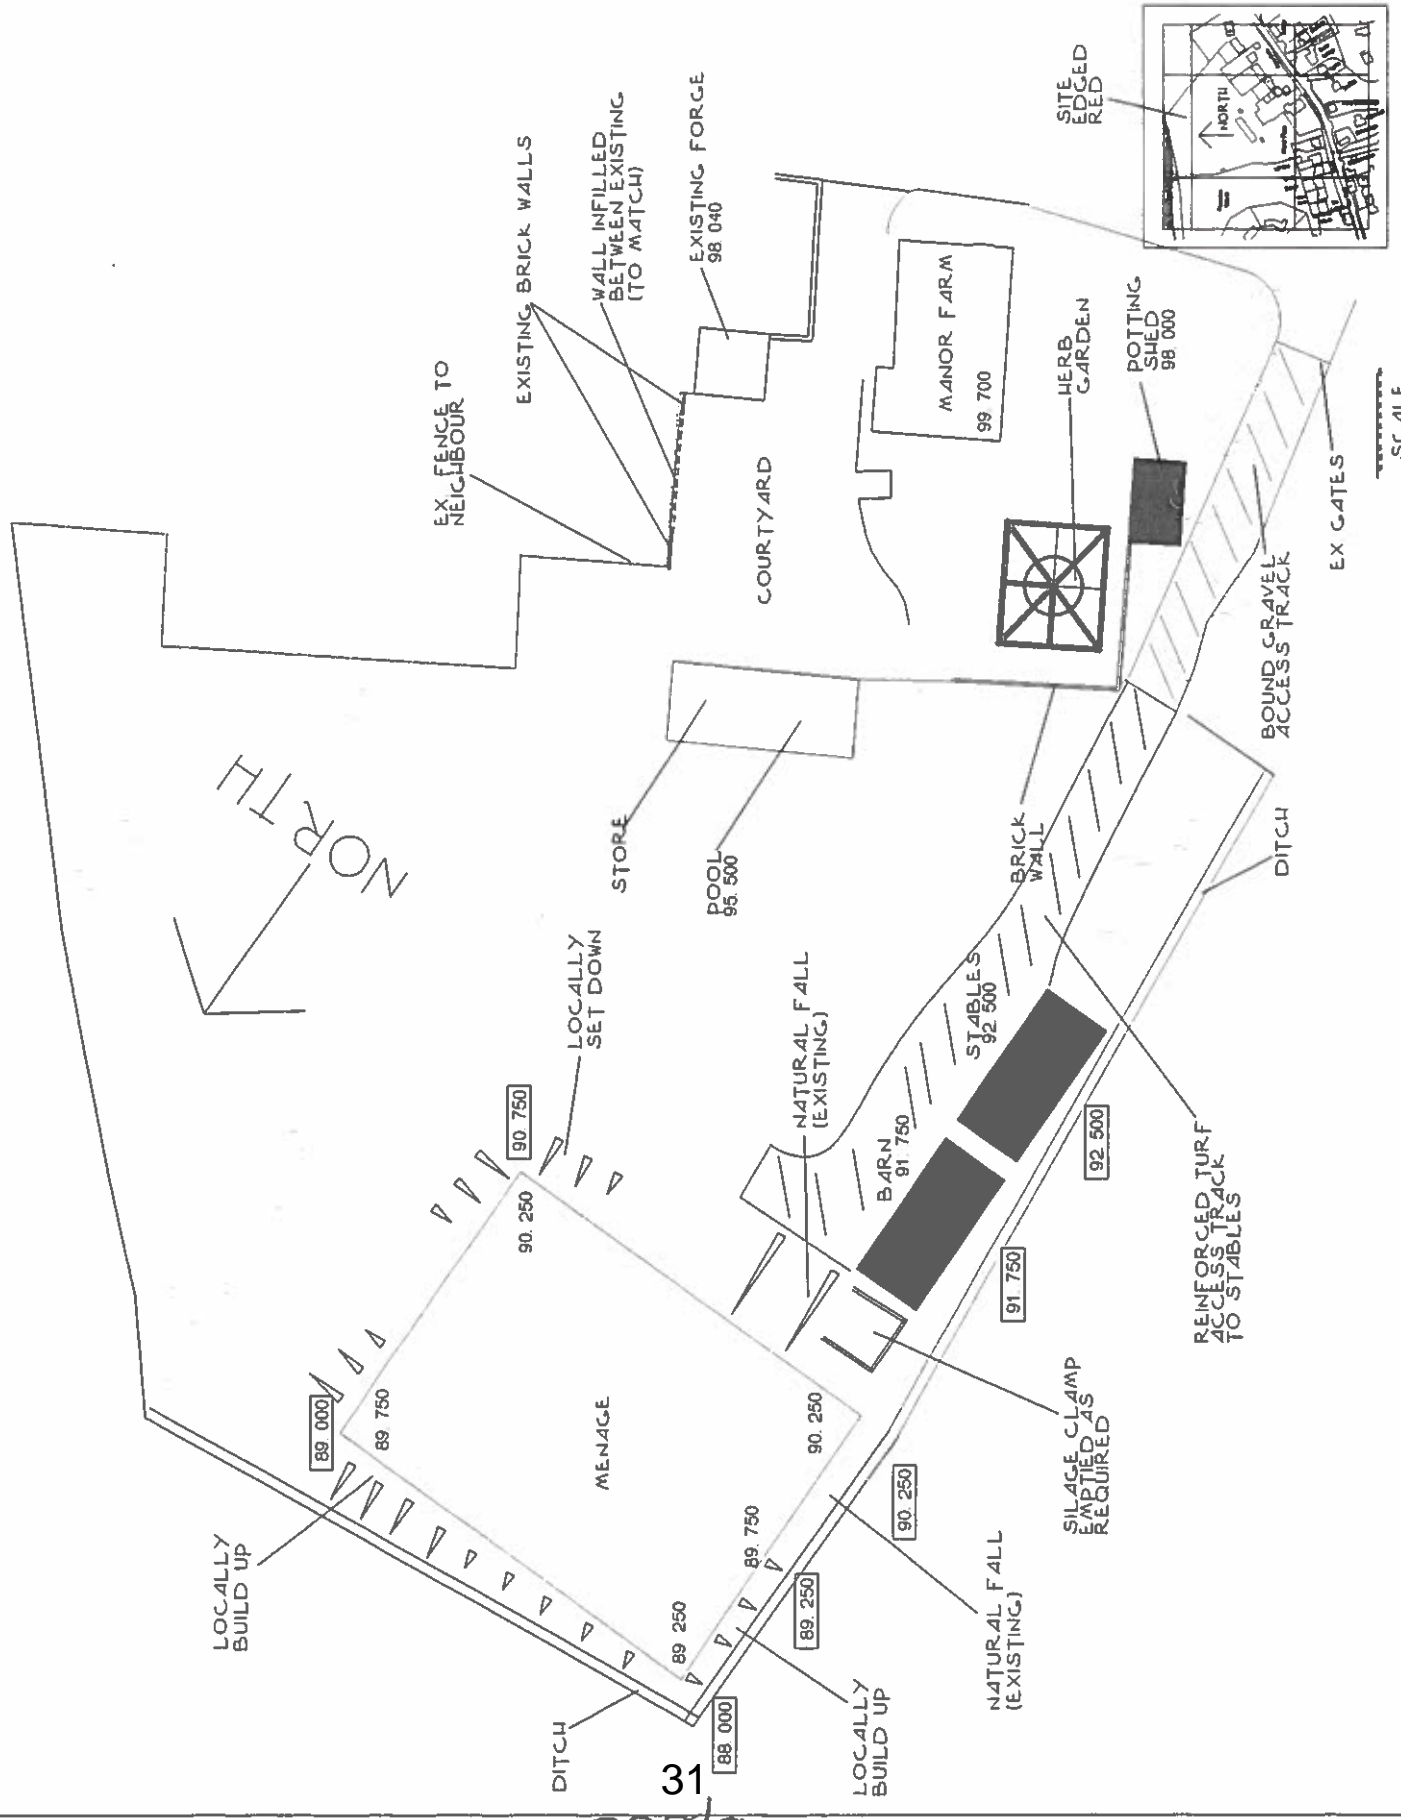 SITE
EDGED
RED
NORTH
EXISTING BRICK WALLS
WALL INFILLED
BETWEEN EXISTING
(TO MATCH)
EXISTING FORGE
98 040
EX FENCE TO
NEIGHBOUR
COURTYARD
MANOR FARM
99. 700
HERB
GARDEN
POTTING
SHED
98. 000
EX GATES
BOUND GRAVEL
ACCESS TRACK
NORTH
STORE
POOL
95. 500
BRICK
WALL
DITCH
LOCALLY
SET DOWN
NATURAL FALL
(EXISTING)
STABLES
92. 500
BARN
91. 750
90. 750
90. 250
92. 500
91. 750
REINFORCED TURF
ACCESS TRACK
TO STABLES
SILAGE CLAMP
EMPTIED AS
REQUIRED
89. 000
89. 750
MENAGE
90. 250
90. 250
89. 750
89. 250
89 250
NATURAL FALL
(EXISTING)
LOCALLY
BUILD UP
LOCALLY
BUILD UP
DITCH
88 000
31